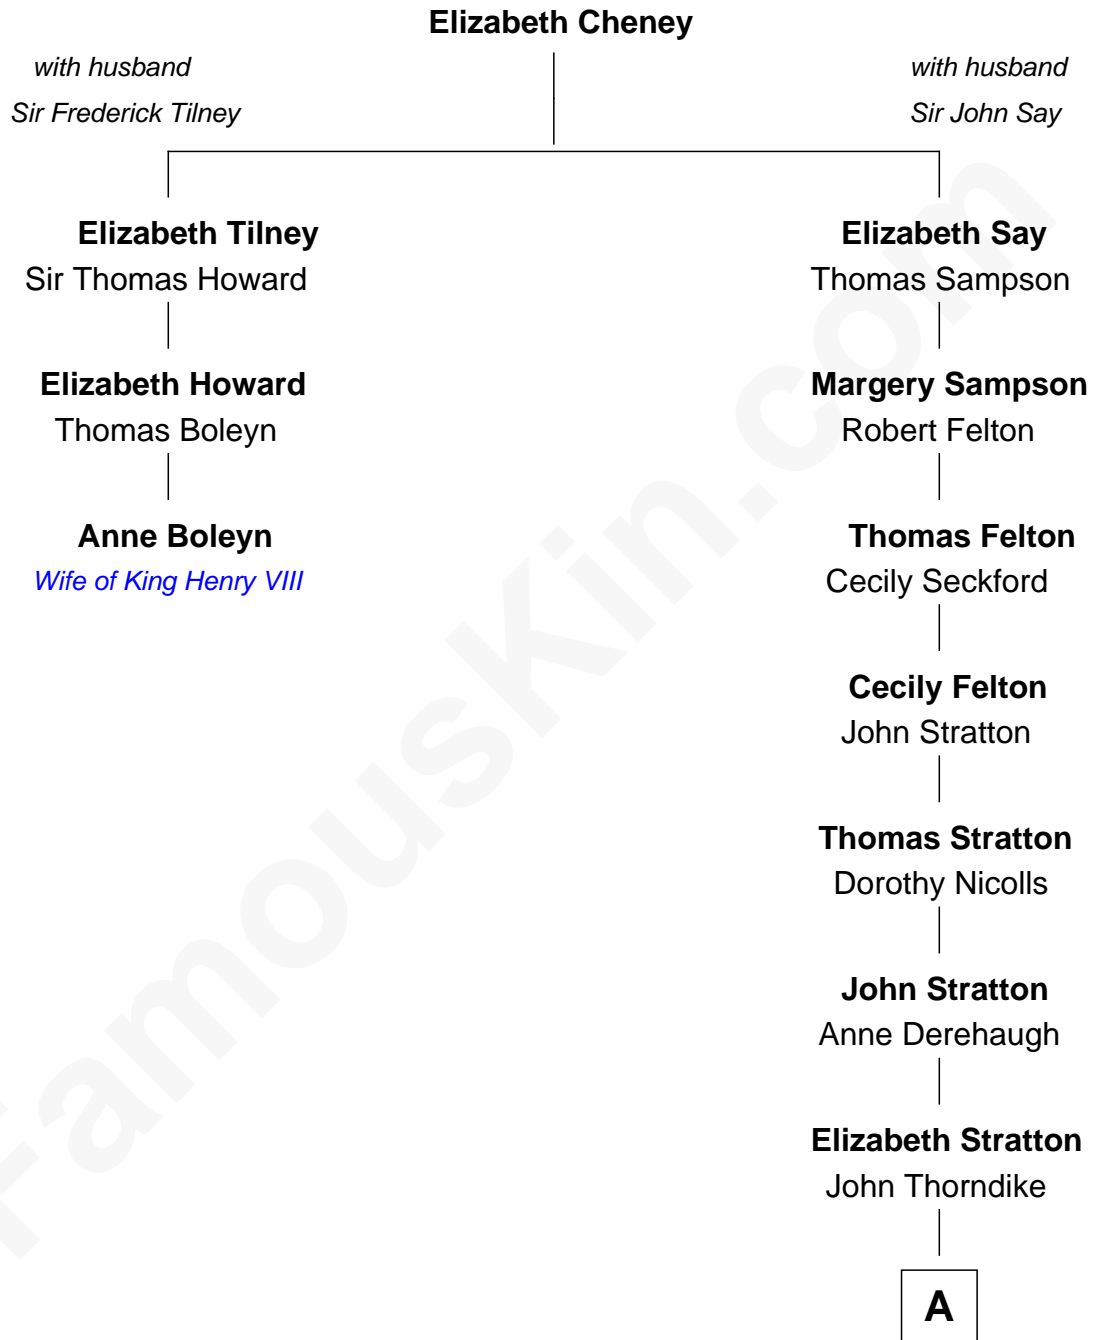 Elizabeth Cheney
with husband
Sir Frederick Tilney
with husband
Sir John Say
Elizabeth Tilney
Sir Thomas Howard
Elizabeth Howard
Thomas Boleyn
Anne Boleyn
Wife of King Henry VIII
Elizabeth Say
Thomas Sampson
Margery Sampson
Robert Felton
Thomas Felton
Cecily Seckford
Cecily Felton
John Stratton
Thomas Stratton
Dorothy Nicolls
John Stratton
Anne Derehaugh
Elizabeth Stratton
John Thorndike
A
FamousKin.com